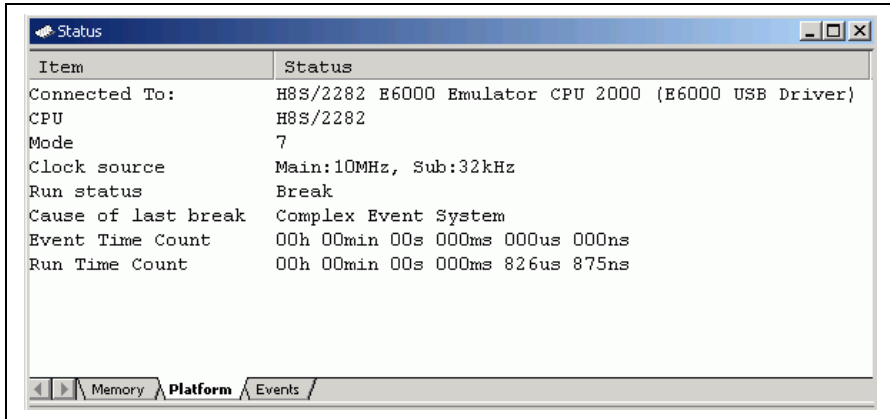 Status
Item Status
Connected To: H8S/2282 E6000 Emulator CPU 2000 (E6000 USB Driver)
CPU H8S/2282
Mode 7
Clock source Main:10MHz, Sub:32kHz
Run status Break
Cause of last break Complex Event System
Event Time Count 00h 00min 00s 000ms 000us 000ns
Run Time Count 00h 00min 00s 000ms 826us 875ns
Memory Platform Events